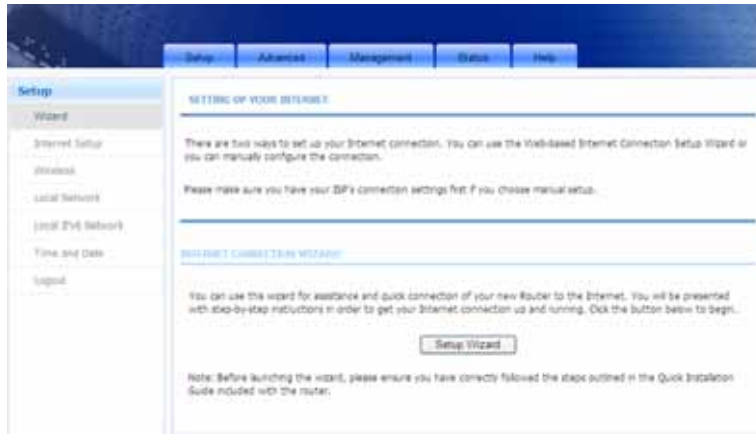 Setup Advanced Management Status Help
Setup
Wizard
Internet Setup
Wireless
Local Network
Local IPv6 Network
Time and Date
Logout
SETTING UP YOUR INTERNET
There are two ways to set up your Internet connection. You can use the Web-based Internet Connection Setup Wizard or
you can manually configure the connection.
Please make sure you have your ISP's connection settings first if you choose manual setup.
INTERNET CONNECTION WIZARD
You can use this wizard for assistance and quick connection of your new Router to the Internet. You will be presented
with step-by-step instructions in order to get your Internet connection up and running. Click the button below to begin.
Setup Wizard
Note: Before launching the wizard, please ensure you have correctly followed the steps outlined in the Quick Installation
Guide included with the router.